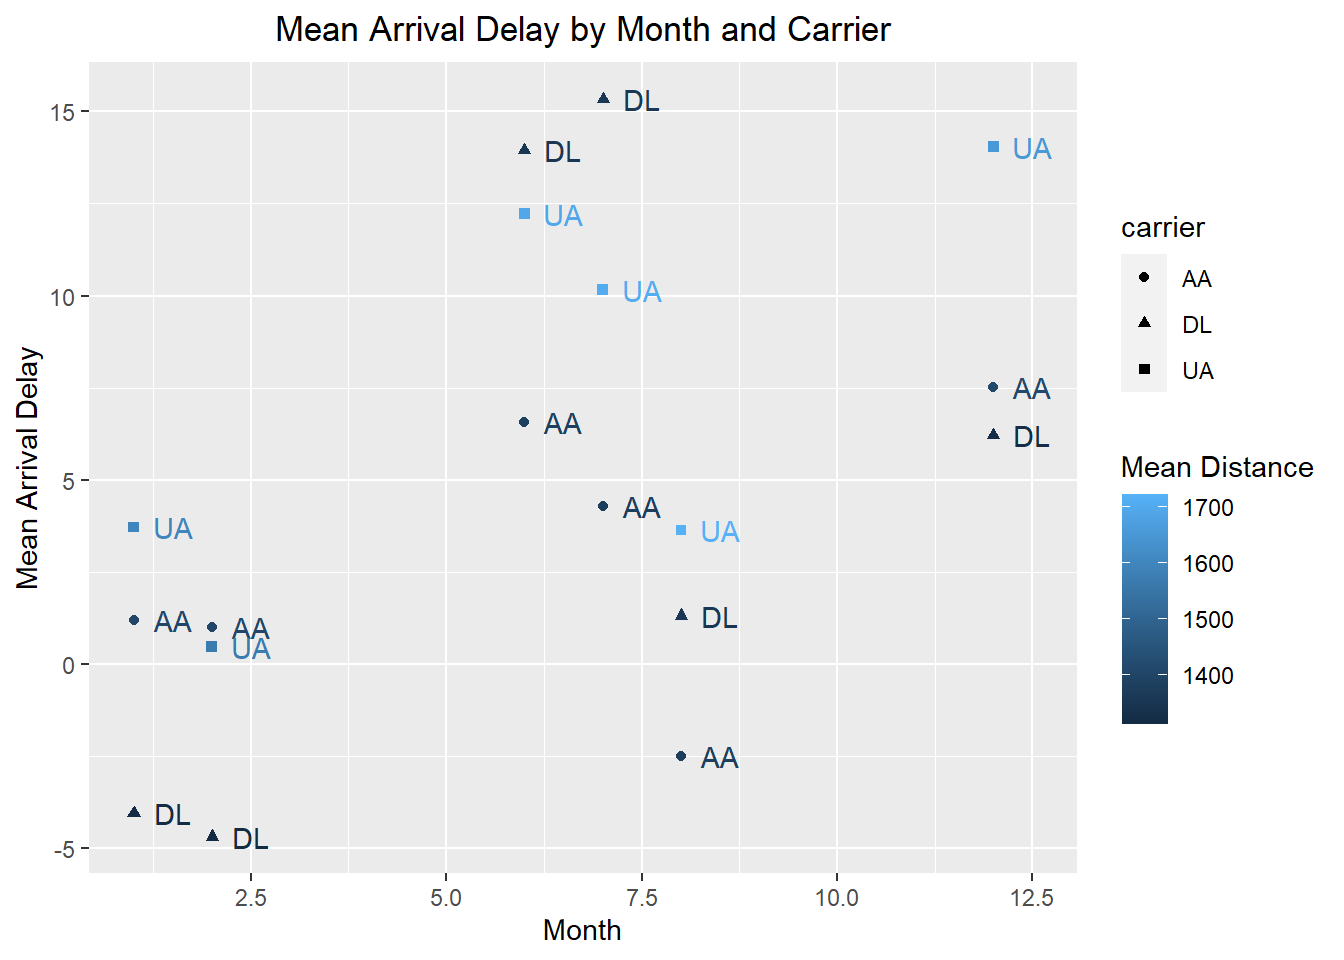 Mean Arrival Delay by Month and Carrier
Mean Arrival Delay
15
10
5
0
-5
DL
DL
UA
UA
UA
AA
AA
DL
AA
UA
UA
DL
AA
AA
UA
AA
DL
DL
2.5
5.0
7.5
10.0
12.5
Month
carrier
AA
DL
UA
Mean Distance
1700
1600
1500
1400